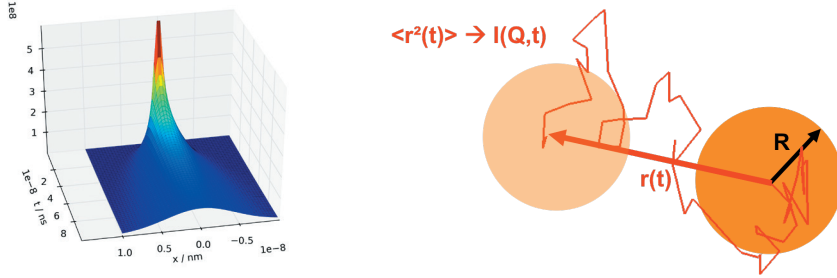 1e8
5
4
3
2
1
2
4
6
8
1e−8 t / ns
1.0 0.5 0.0 −0.5
x / nm
1e−8
<r²(t)> → I(Q,t)
R
r(t)